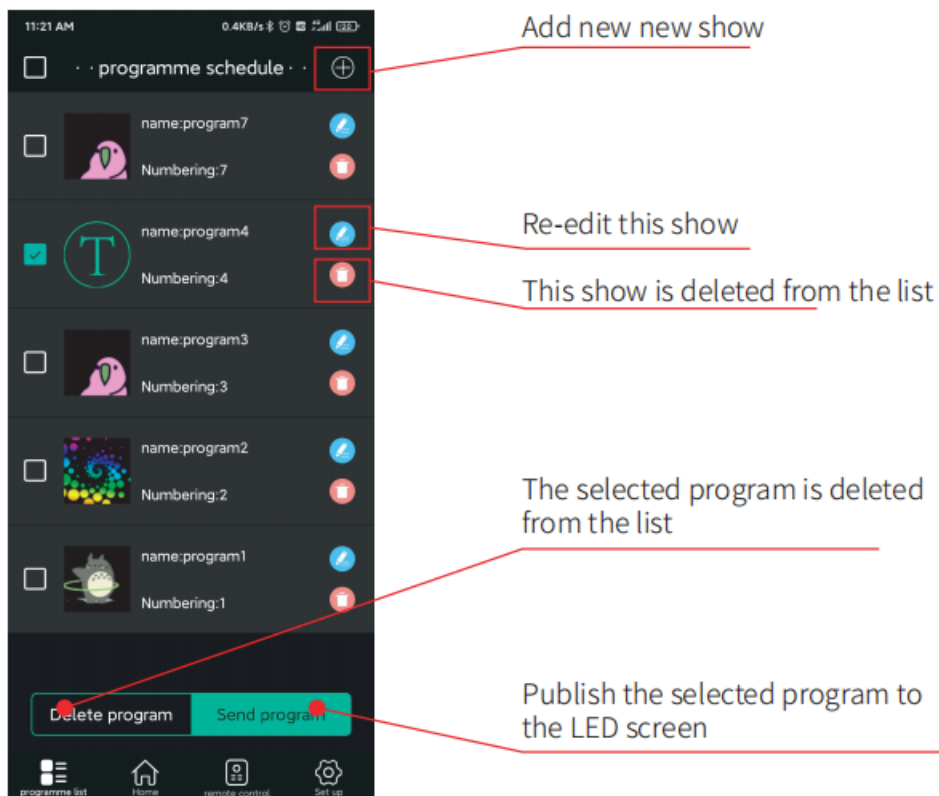 11:21 AM
0.4KB/s
Add new new show
· · programme schedule · ·
name:program7
Numbering:7
name:program4
Re-edit this show
T
Numbering:4
This show is deleted from the list
name:program3
Numbering:3
name:program2
Numbering:2
The selected program is deleted
from the list
name:program1
Numbering:1
Delete program
Send program
Publish the selected program to
the LED screen
programme list
Home
remote control
Set up